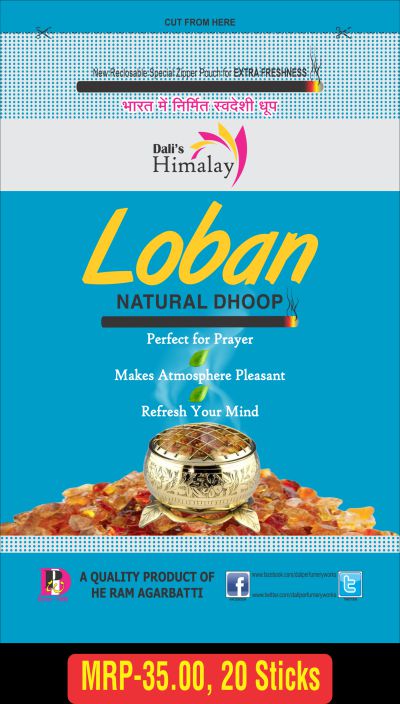 CUT FROM HERE
New Reclosable Special Zipper Pouch for EXTRA FRESHNESS
भारत में निर्मित स्वदेशी धूप
Dali's
Himalay
Loban
NATURAL DHOOP
Perfect for Prayer
Makes Atmosphere Pleasant
Refresh Your Mind
A QUALITY PRODUCT OF
HE RAM AGARBATTI
www.facebook.com/daliperfumeryworks
www.twitter.com/daliperfumeryworks
MRP-35.00, 20 Sticks